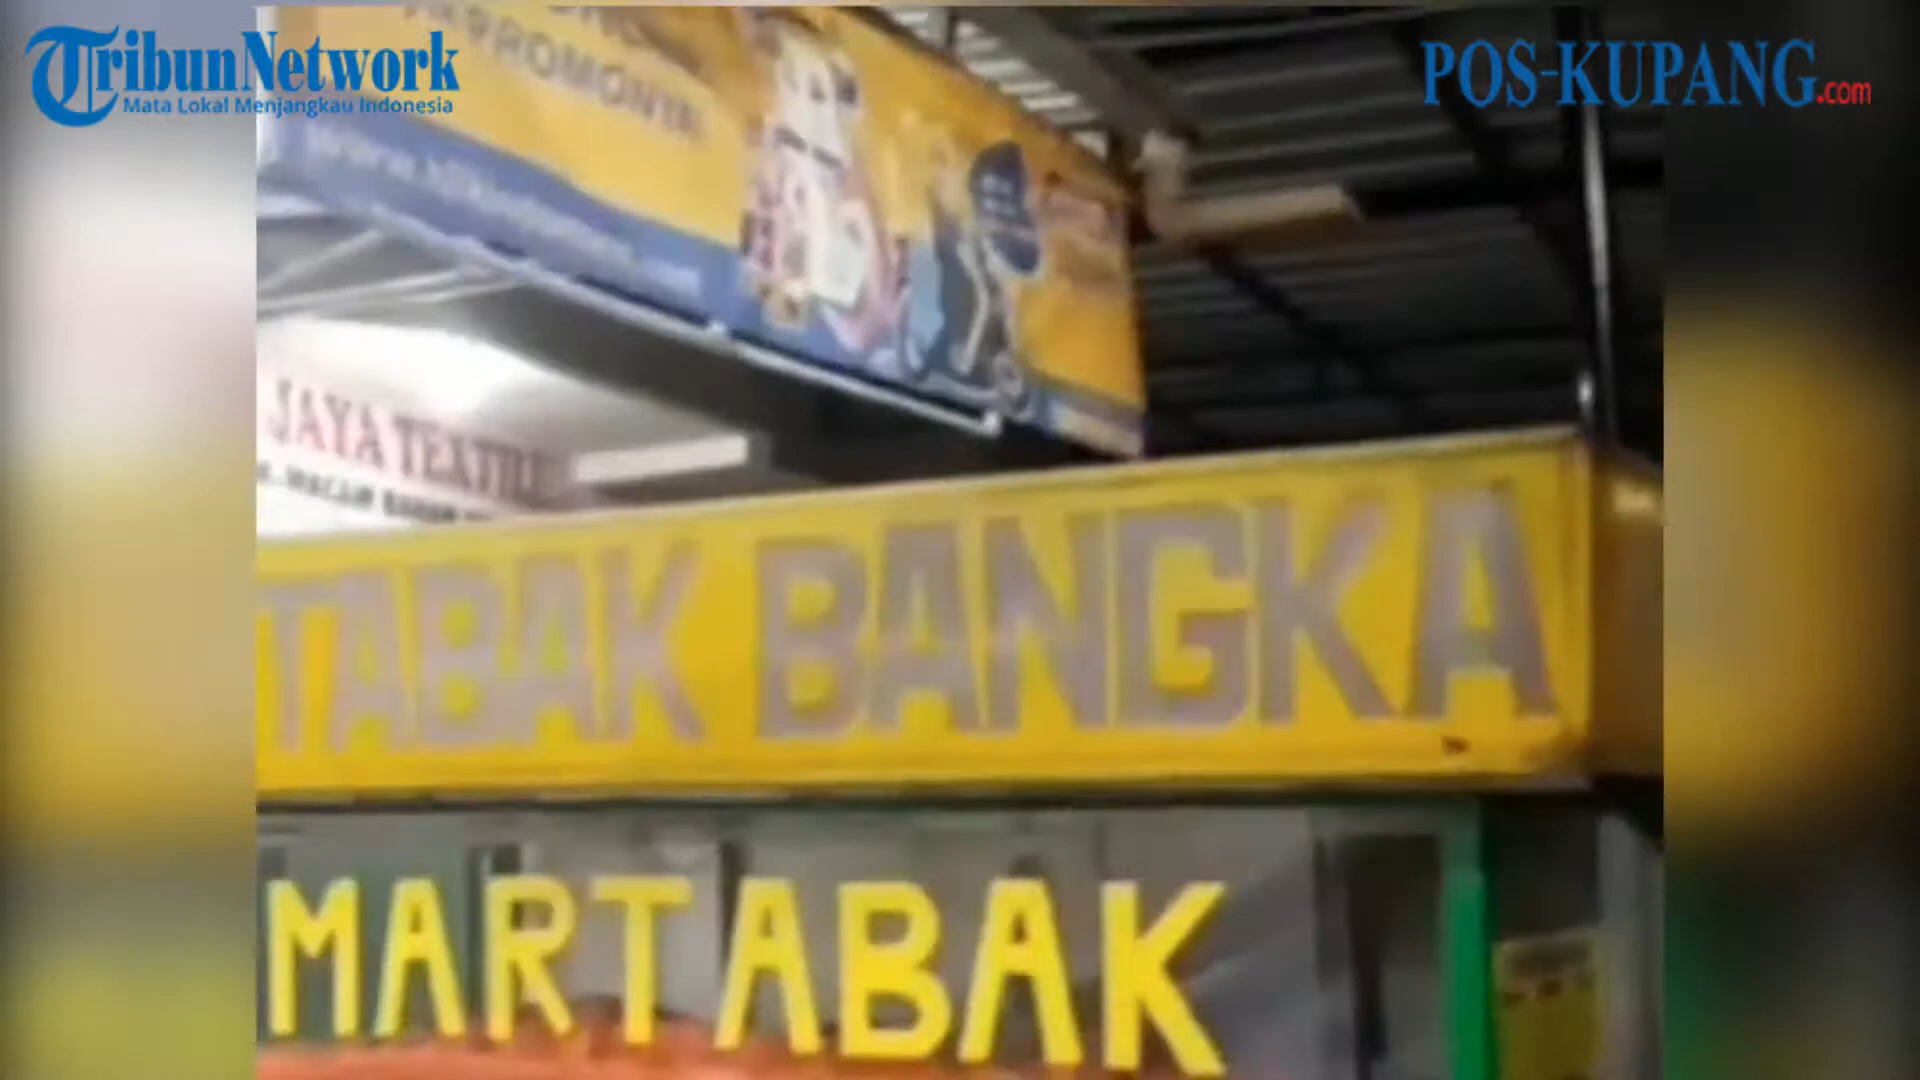 TribunNetwork
Mata Lokal Menjangkau Indonesia
POS-KUPANG.com
JAYA TEXTILE
TABAK BANGKA
MARTABAK